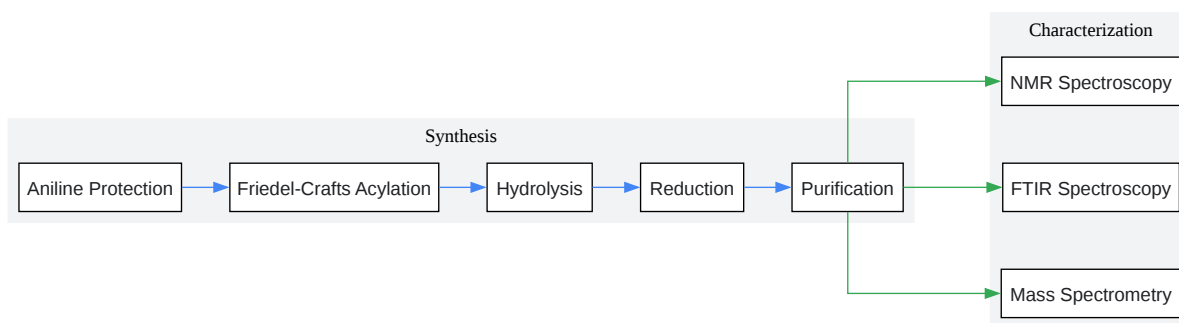 Characterization
NMR Spectroscopy
Synthesis
Aniline Protection
Friedel-Crafts Acylation
Hydrolysis
Reduction
Purification
FTIR Spectroscopy
Mass Spectrometry